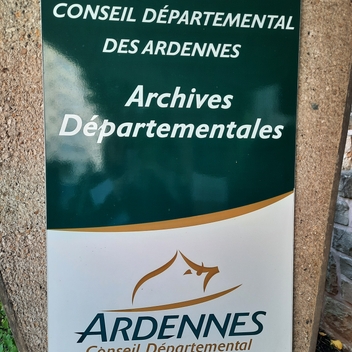 CONSEIL DÉPARTEMENTAL
DES ARDENNES
Archives
Départementales
ARDENNES
Conseil Départemental